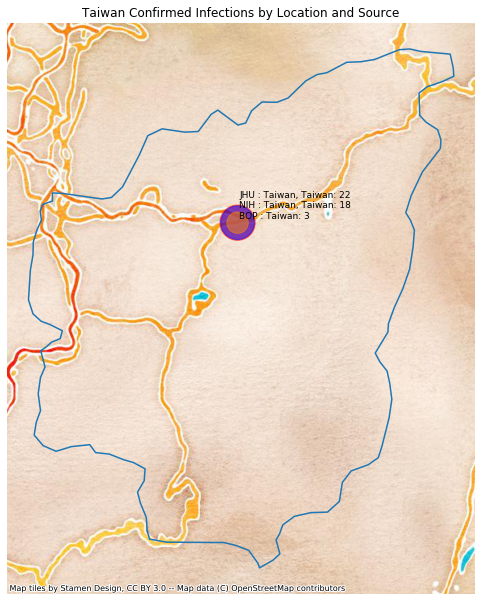 Taiwan Confirmed Infections by Location and Source
JHU : Taiwan, Taiwan: 22
NIH : Taiwan, Taiwan: 18
BOP : Taiwan: 3
Map tiles by Stamen Design, CC BY 3.0 -- Map data (C) OpenStreetMap contributors